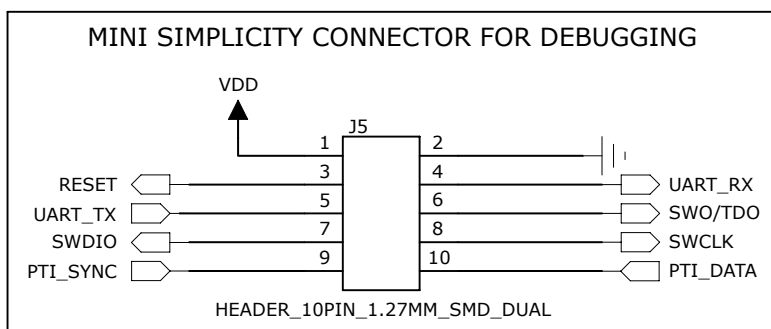 MINI SIMPLICITY CONNECTOR FOR DEBUGGING
VDD
J5
1 2
RESET 3 4 UART_RX
UART_TX 5 6 SWO/TDO
SWDIO 7 8 SWCLK
PTI_SYNC 9 10 PTI_DATA
HEADER_10PIN_1.27MM_SMD_DUAL